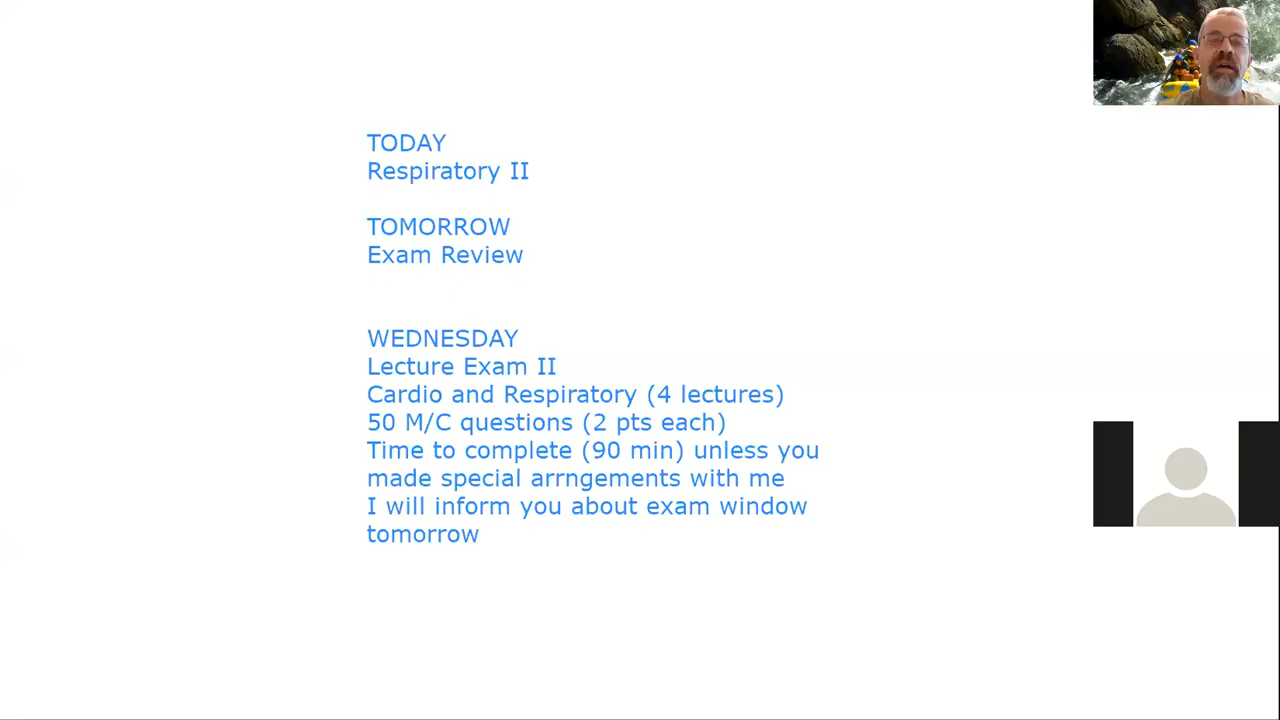 TODAY
Respiratory II
TOMORROW
Exam Review
WEDNESDAY
Lecture Exam II
Cardio and Respiratory (4 lectures)
50 M/C questions (2 pts each)
Time to complete (90 min) unless you
made special arrngements with me
I will inform you about exam window
tomorrow